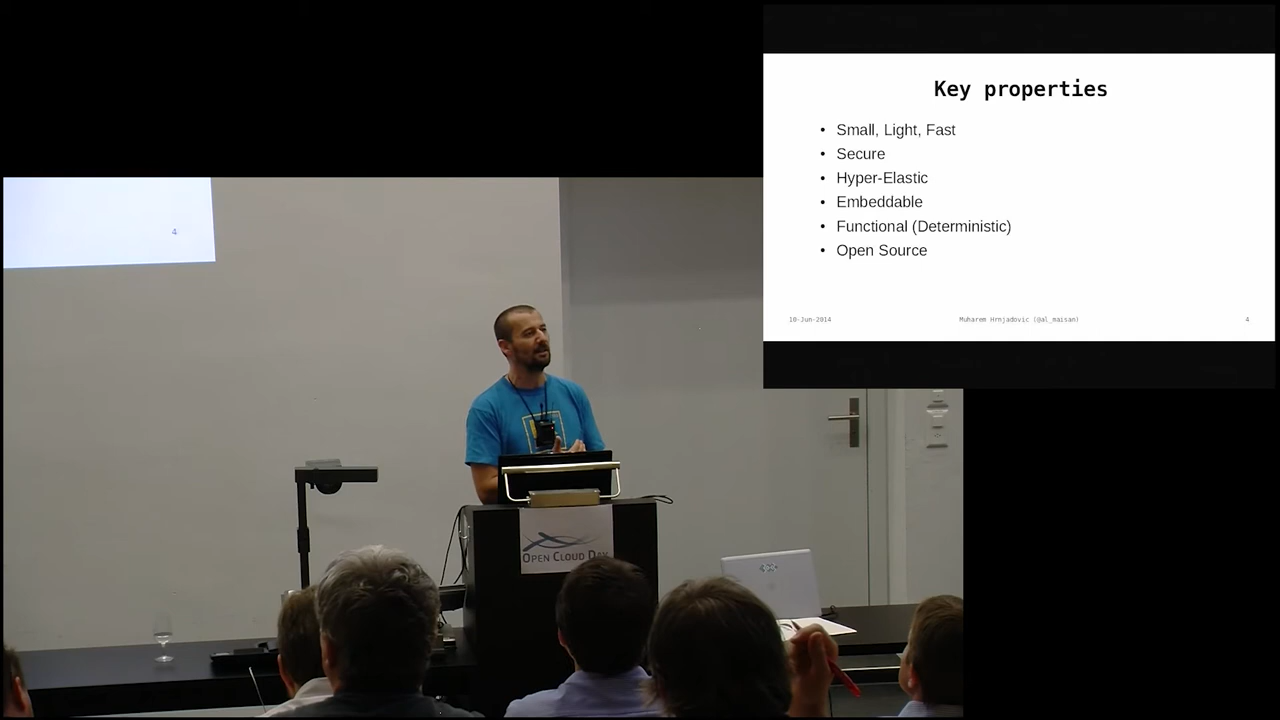 Key properties
• Small, Light, Fast
• Secure
• Hyper-Elastic
• Embeddable
• Functional (Deterministic)
• Open Source
10-Jun-2014 Muharem Hrnjadovic (@al_maisan) 4
4
OPEN CLOUD DAY